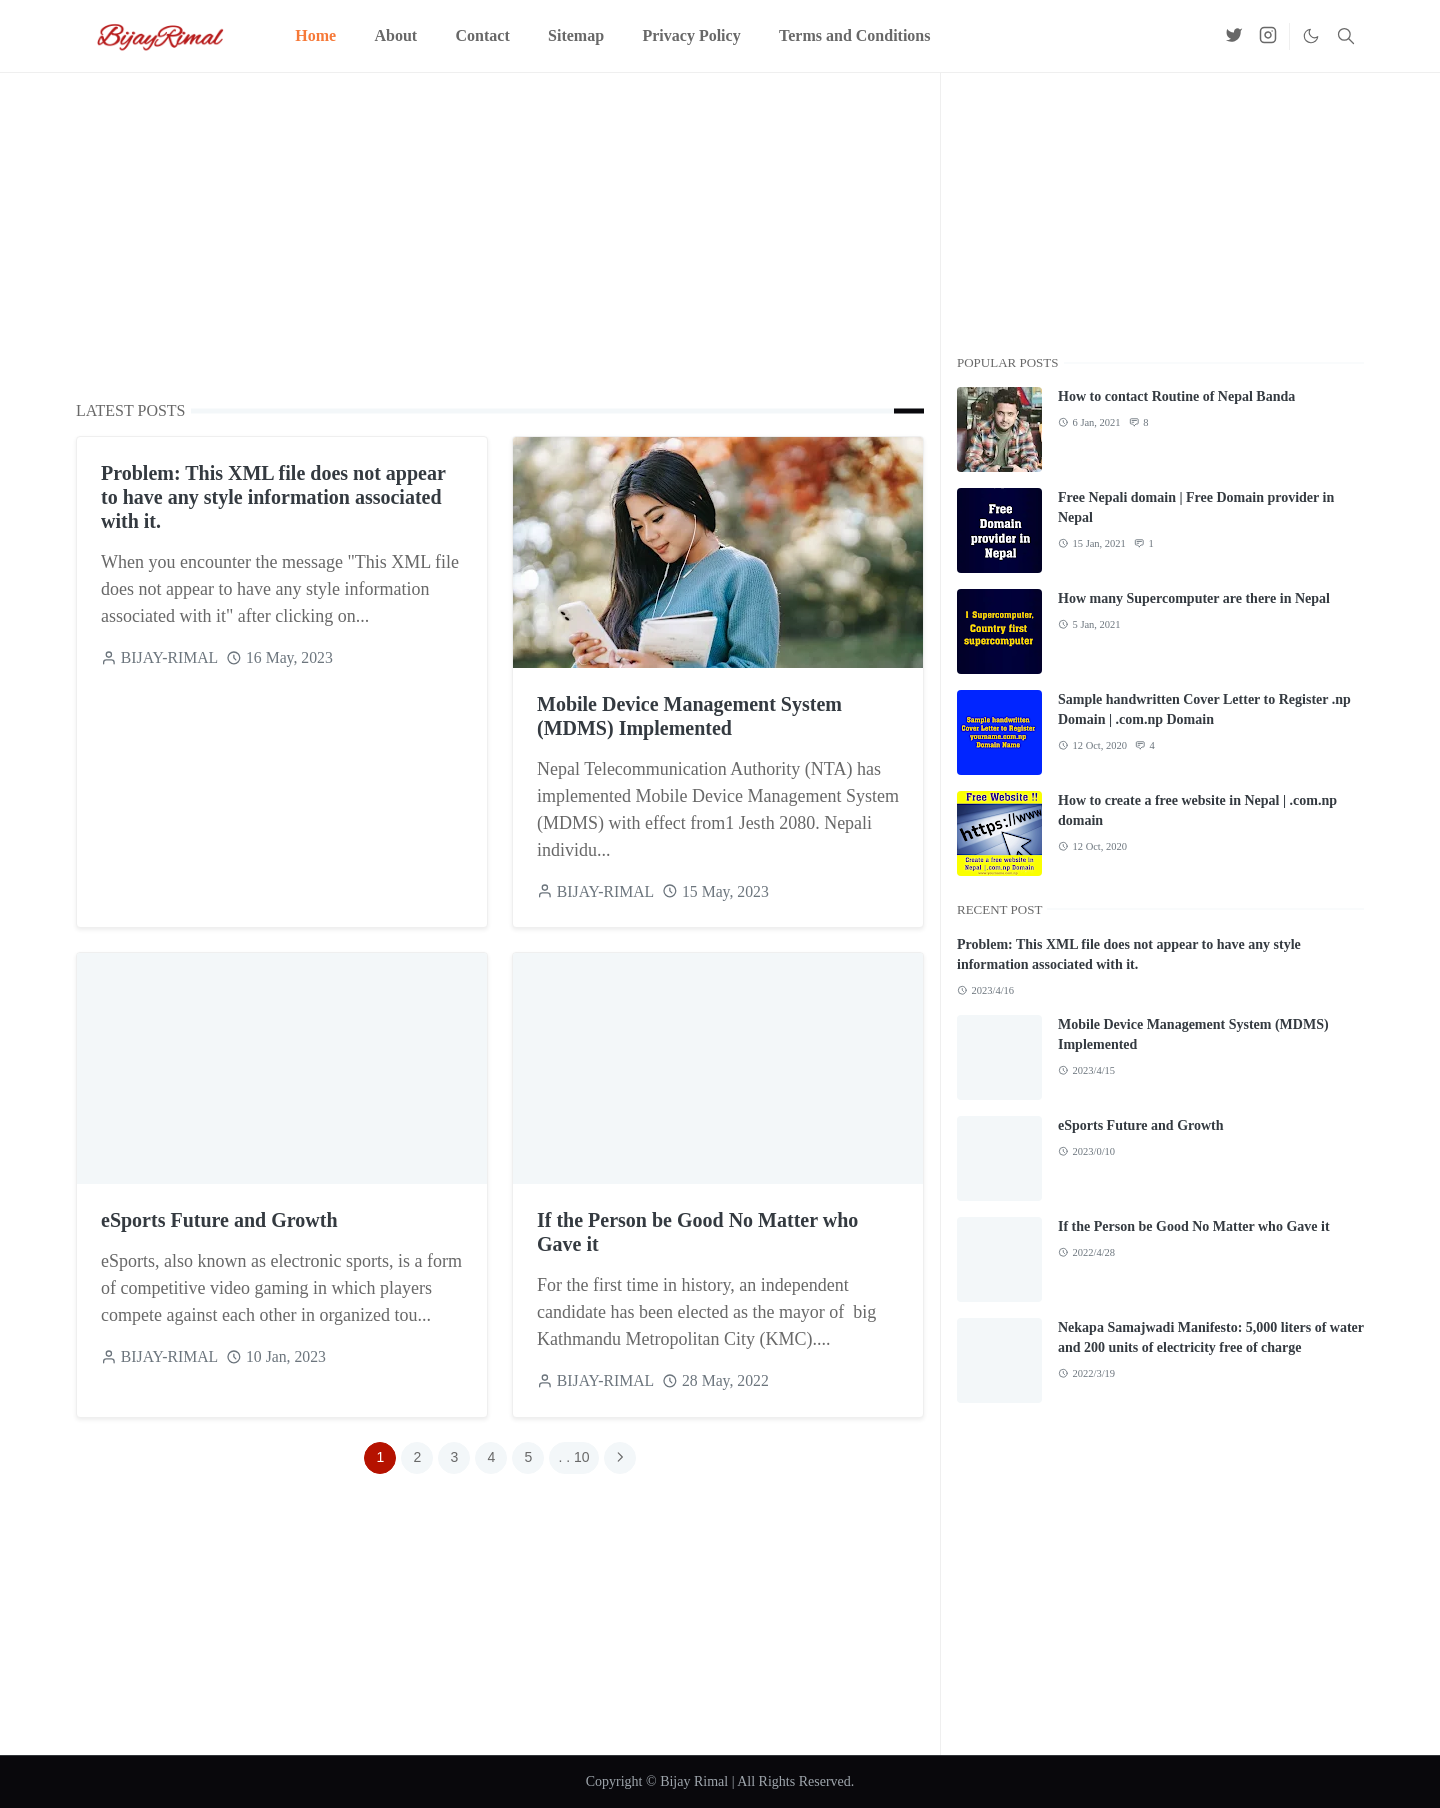 BijayRimal
Home
About
Contact
Sitemap
Privacy Policy
Terms and Conditions
LATEST POSTS
Problem: This XML file does not appear
to have any style information associated
with it.
When you encounter the message "This XML file
does not appear to have any style information
associated with it" after clicking on...
BIJAY-RIMAL 16 May, 2023
Mobile Device Management System
(MDMS) Implemented
Nepal Telecommunication Authority (NTA) has
implemented Mobile Device Management System
(MDMS) with effect from1 Jesth 2080. Nepali
individu...
BIJAY-RIMAL 15 May, 2023
eSports Future and Growth
eSports, also known as electronic sports, is a form
of competitive video gaming in which players
compete against each other in organized tou...
BIJAY-RIMAL 10 Jan, 2023
If the Person be Good No Matter who
Gave it
For the first time in history, an independent
candidate has been elected as the mayor of  big
Kathmandu Metropolitan City (KMC)....
BIJAY-RIMAL 28 May, 2022
1 2 3 4 5 . . 10
POPULAR POSTS
How to contact Routine of Nepal Banda
6 Jan, 2021 8
Free
Domain
provider in
Nepal
Free Nepali domain | Free Domain provider in
Nepal
15 Jan, 2021 1
1 Supercomputer,
Country first
supercomputer
How many Supercomputer are there in Nepal
5 Jan, 2021
Sample handwritten
Cover Letter to Register
yourname.com.np
Domain Name
Sample handwritten Cover Letter to Register .np
Domain | .com.np Domain
12 Oct, 2020 4
Free Website !!
https://www
Create a free website in
Nepal | .com.np Domain
How to create a free website in Nepal | .com.np
domain
12 Oct, 2020
RECENT POST
Problem: This XML file does not appear to have any style
information associated with it.
2023/4/16
Mobile Device Management System (MDMS)
Implemented
2023/4/15
eSports Future and Growth
2023/0/10
If the Person be Good No Matter who Gave it
2022/4/28
Nekapa Samajwadi Manifesto: 5,000 liters of water
and 200 units of electricity free of charge
2022/3/19
Copyright © Bijay Rimal | All Rights Reserved.